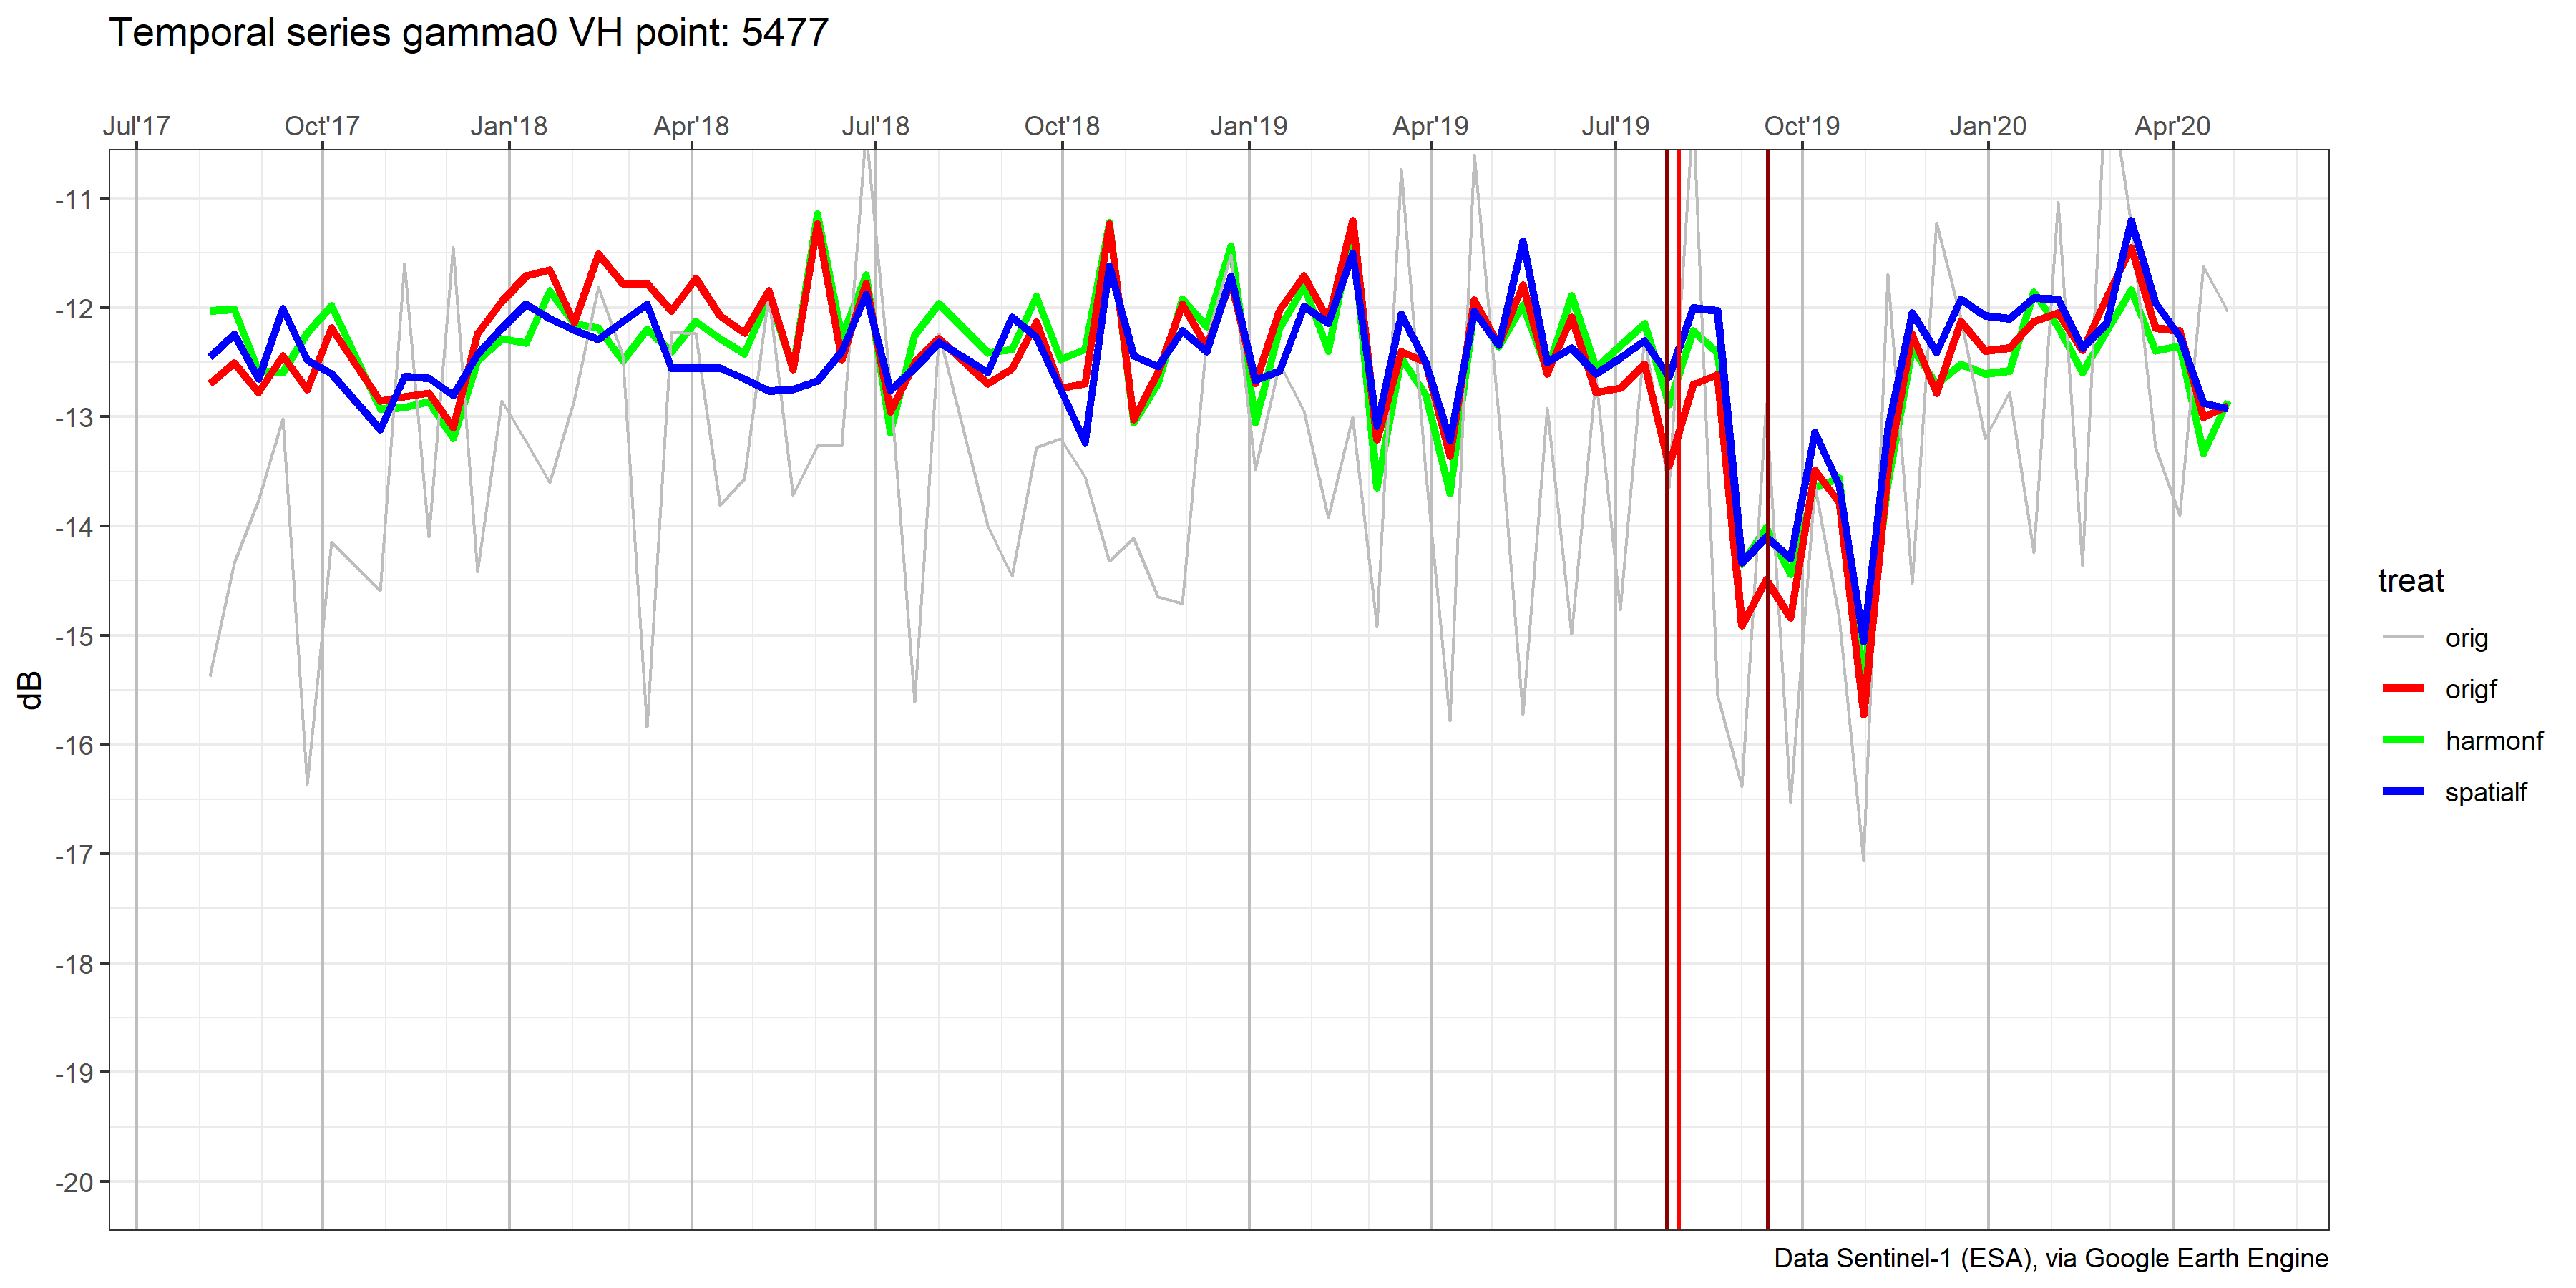 Temporal series gamma0 VH point: 5477
Jul'17 Oct'17 Jan'18 Apr'18 Jul'18 Oct'18 Jan'19 Apr'19 Jul'19 Oct'19 Jan'20 Apr'20
-11
-12
-13
-14
-15
-16
-17
-18
-19
-20
dB
treat
orig
origf
harmonf
spatialf
Data Sentinel-1 (ESA), via Google Earth Engine